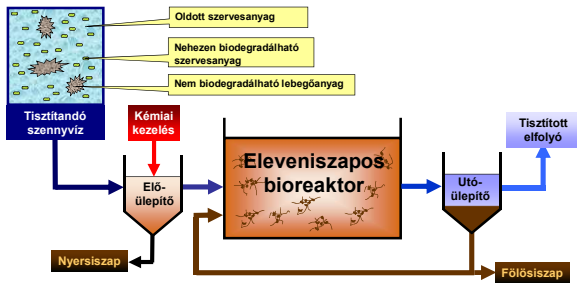 Oldott szervesanyag
Nehezen biodegradálható
szervesanyag
Nem biodegradálható lebegőanyag
Tisztítandó
szennyvíz
Kémiai
kezelés
Tisztított
elfolyó
Eleveniszapos
bioreaktor
Elő-
ülepítő
Utó-
ülepítő
Nyersiszap
Fölösiszap